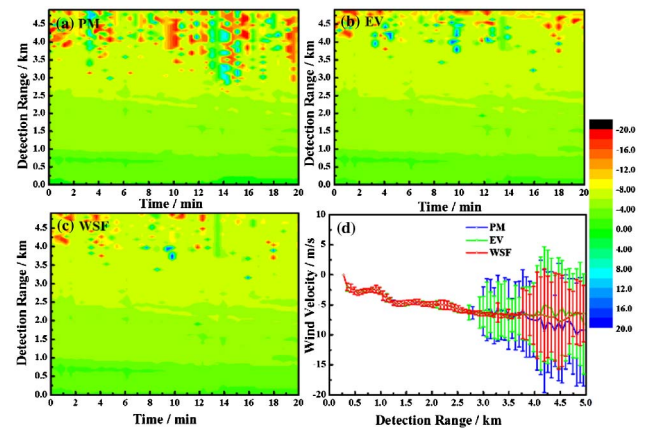 (a) PM
Detection Range / km
4.5
4.0
3.5
3.0
2.5
2.0
1.5
1.0
0.5
0.0
0 2 4 6 8 10 12 14 16 18 20
Time / min
(b) EV
Detection Range / km
4.5
4.0
3.5
3.0
2.5
2.0
1.5
1.0
0.5
0.0
0 2 4 6 8 10 12 14 16 18 20
Time / min
(c) WSF
Detection Range / km
4.5
4.0
3.5
3.0
2.5
2.0
1.5
1.0
0.5
0.0
0 2 4 6 8 10 12 14 16 18 20
Time / min
(d)
PM
EV
WSF
Wind Velocity / m/s
10
5
0
-5
-10
-15
-20
0.0 0.5 1.0 1.5 2.0 2.5 3.0 3.5 4.0 4.5 5.0
Detection Range / km
-20.0
-16.0
-12.0
-8.00
-4.00
0.00
4.00
8.00
12.0
16.0
20.0